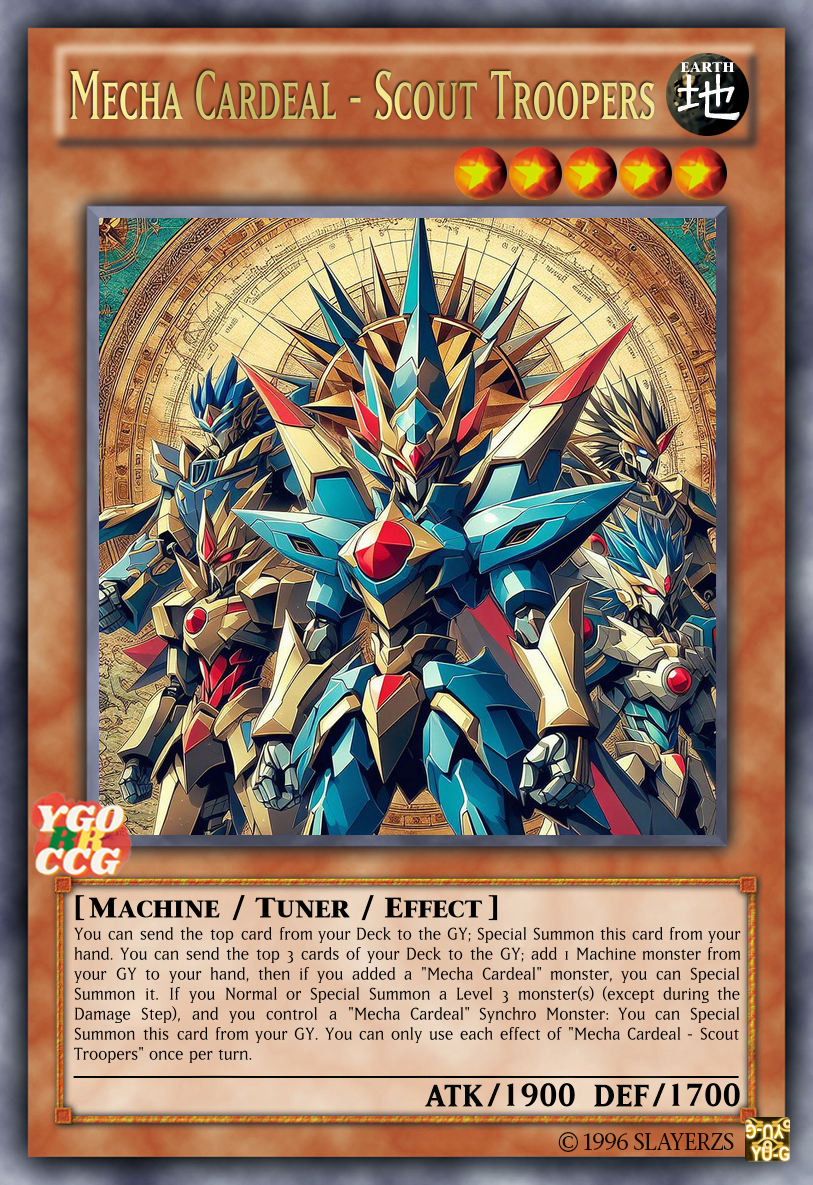 Mecha Cardeal - Scout Troopers
EARTH
地
YGO
BR
CCG
[ Machine / Tuner / Effect ]
You can send the top card from your Deck to the GY; Special Summon this card from your
hand. You can send the top 3 cards of your Deck to the GY; add 1 Machine monster from
your GY to your hand, then if you added a "Mecha Cardeal" monster, you can Special
Summon it. If you Normal or Special Summon a Level 3 monster(s) (except during the
Damage Step), and you control a "Mecha Cardeal" Synchro Monster: You can Special
Summon this card from your GY. You can only use each effect of "Mecha Cardeal - Scout
Troopers" once per turn.
ATK/1900 DEF/1700
© 1996 SLAYERZS
YU-G